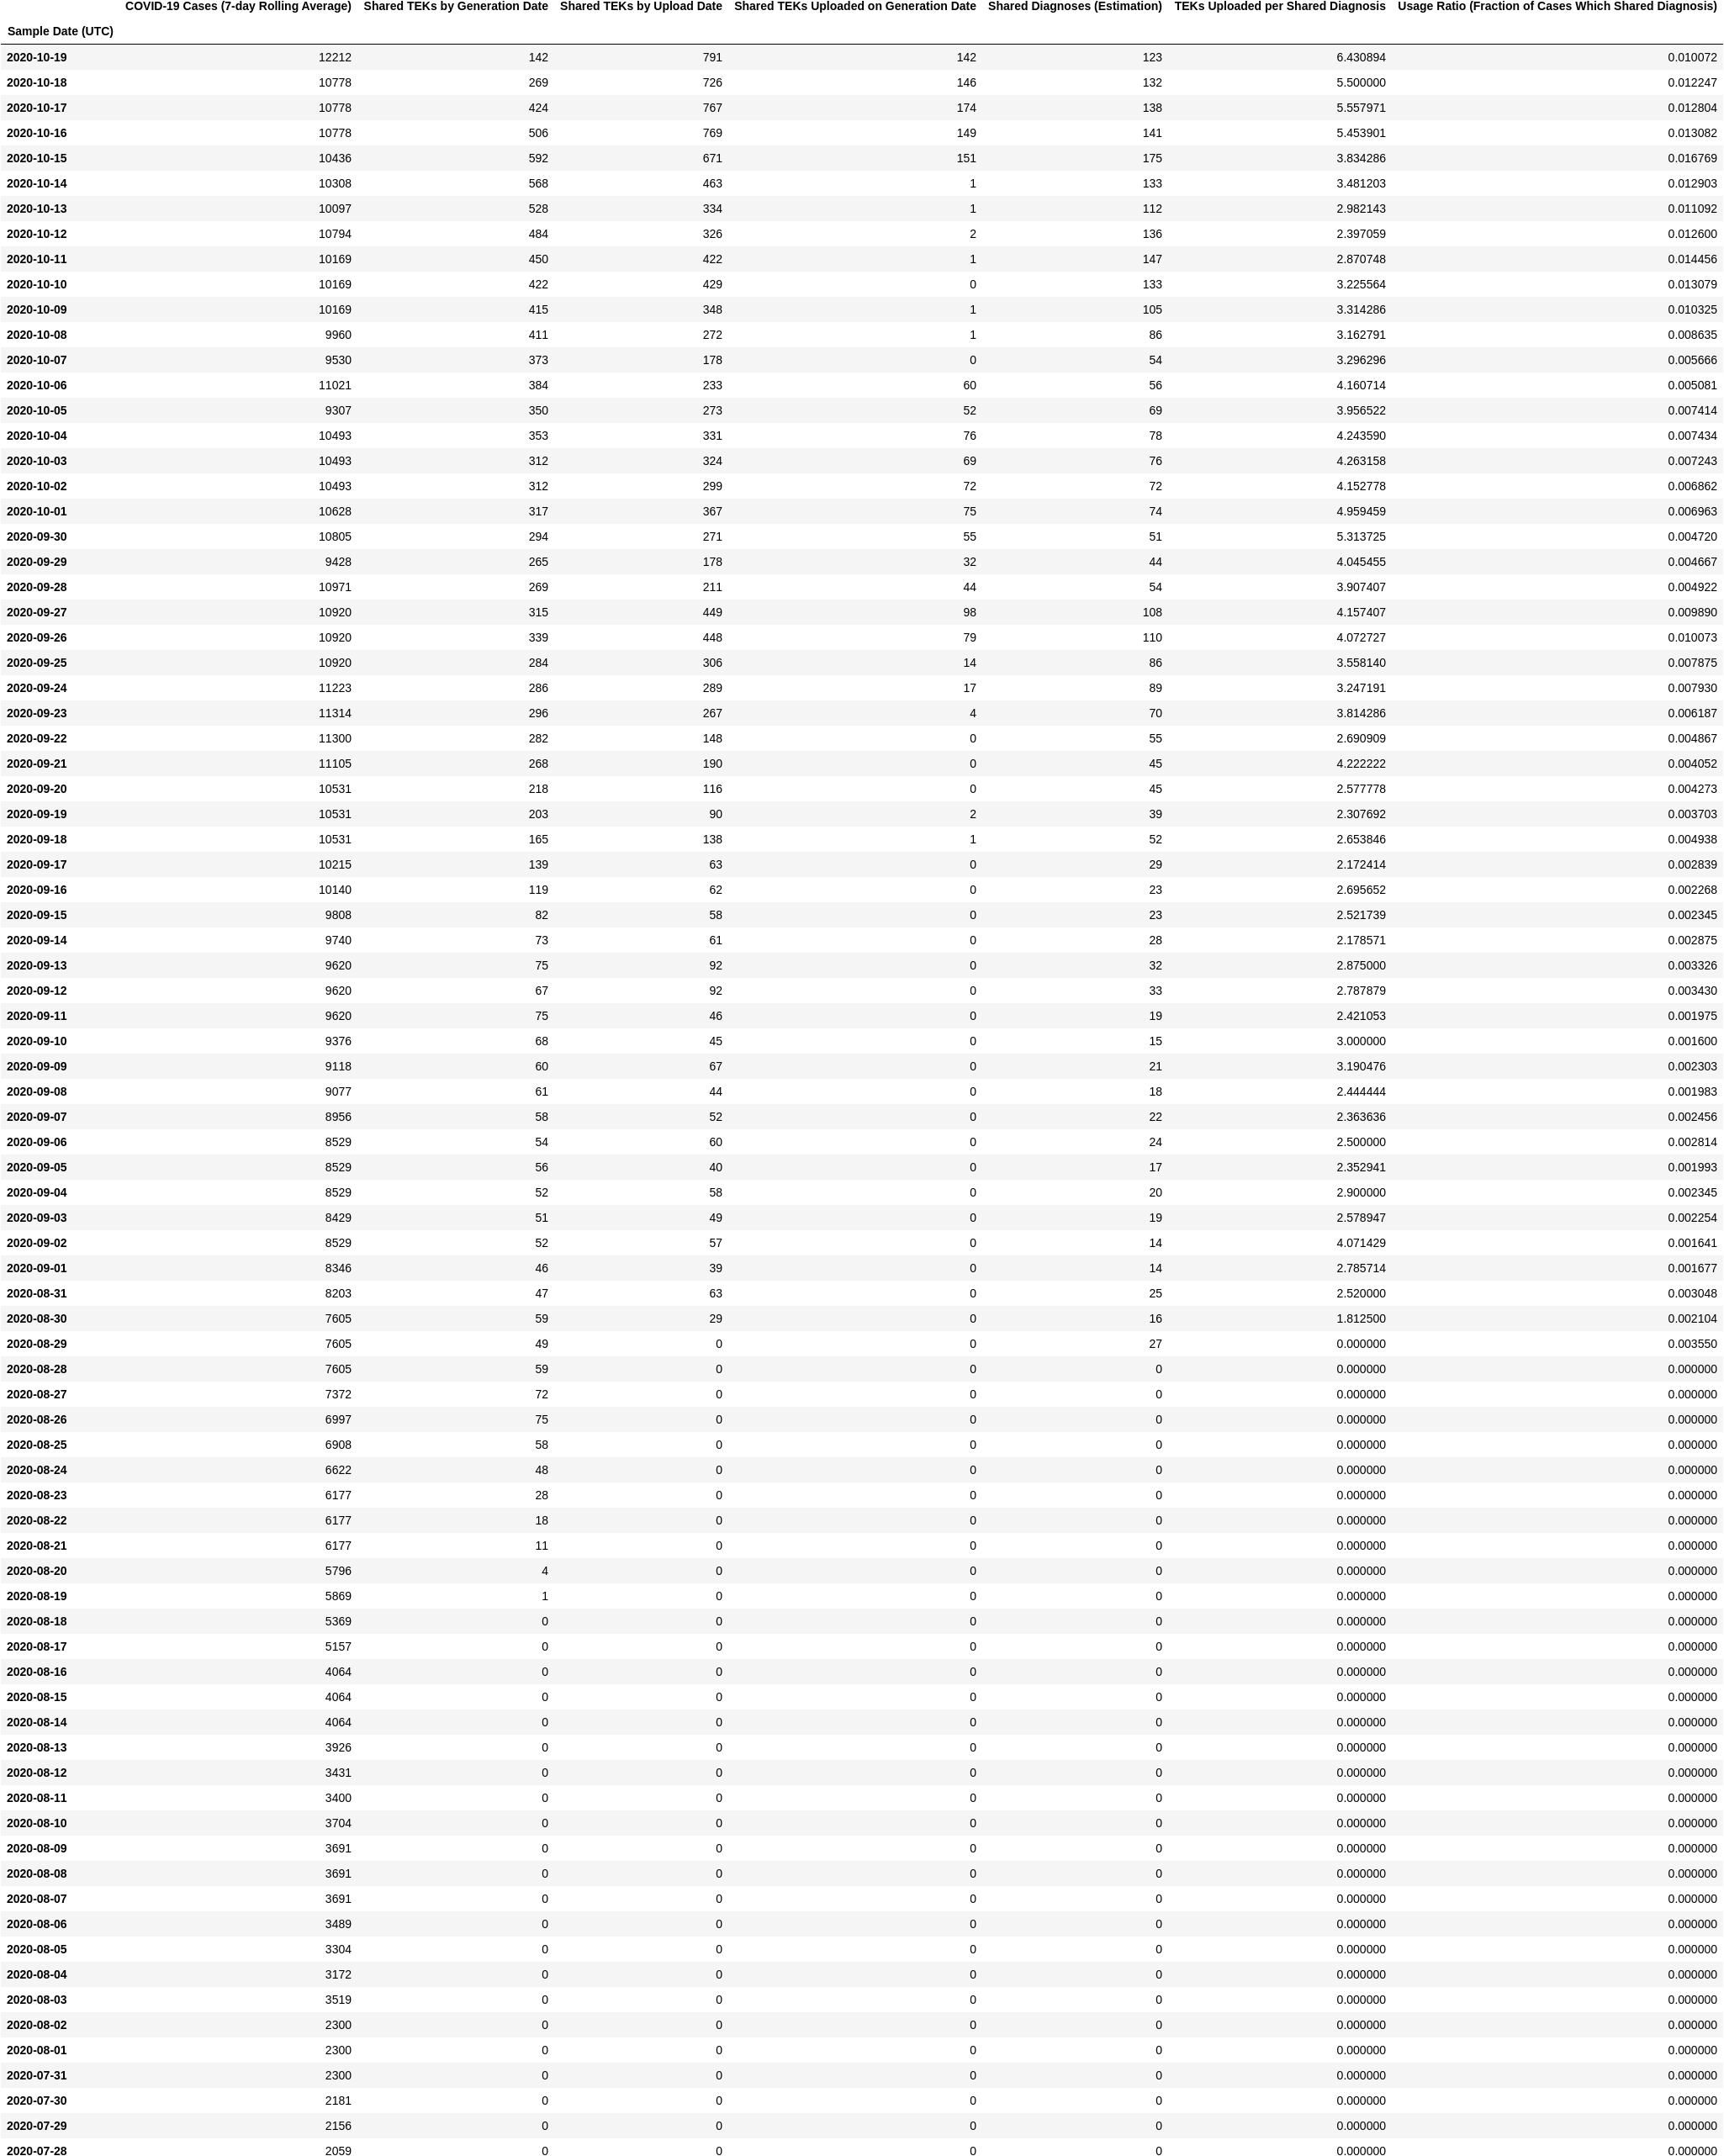 COVID-19 Cases (7-day Rolling Average) Shared TEKs by Generation Date Shared TEKs by Upload Date Shared TEKs Uploaded on Generation Date Shared Diagnoses (Estimation) TEKs Uploaded per Shared Diagnosis Usage Ratio (Fraction of Cases Which Shared Diagnosis)
Sample Date (UTC)
2020-10-19 12212 142 791 142 123 6.430894 0.010072
2020-10-18 10778 269 726 146 132 5.500000 0.012247
2020-10-17 10778 424 767 174 138 5.557971 0.012804
2020-10-16 10778 506 769 149 141 5.453901 0.013082
2020-10-15 10436 592 671 151 175 3.834286 0.016769
2020-10-14 10308 568 463 1 133 3.481203 0.012903
2020-10-13 10097 528 334 1 112 2.982143 0.011092
2020-10-12 10794 484 326 2 136 2.397059 0.012600
2020-10-11 10169 450 422 1 147 2.870748 0.014456
2020-10-10 10169 422 429 0 133 3.225564 0.013079
2020-10-09 10169 415 348 1 105 3.314286 0.010325
2020-10-08 9960 411 272 1 86 3.162791 0.008635
2020-10-07 9530 373 178 0 54 3.296296 0.005666
2020-10-06 11021 384 233 60 56 4.160714 0.005081
2020-10-05 9307 350 273 52 69 3.956522 0.007414
2020-10-04 10493 353 331 76 78 4.243590 0.007434
2020-10-03 10493 312 324 69 76 4.263158 0.007243
2020-10-02 10493 312 299 72 72 4.152778 0.006862
2020-10-01 10628 317 367 75 74 4.959459 0.006963
2020-09-30 10805 294 271 55 51 5.313725 0.004720
2020-09-29 9428 265 178 32 44 4.045455 0.004667
2020-09-28 10971 269 211 44 54 3.907407 0.004922
2020-09-27 10920 315 449 98 108 4.157407 0.009890
2020-09-26 10920 339 448 79 110 4.072727 0.010073
2020-09-25 10920 284 306 14 86 3.558140 0.007875
2020-09-24 11223 286 289 17 89 3.247191 0.007930
2020-09-23 11314 296 267 4 70 3.814286 0.006187
2020-09-22 11300 282 148 0 55 2.690909 0.004867
2020-09-21 11105 268 190 0 45 4.222222 0.004052
2020-09-20 10531 218 116 0 45 2.577778 0.004273
2020-09-19 10531 203 90 2 39 2.307692 0.003703
2020-09-18 10531 165 138 1 52 2.653846 0.004938
2020-09-17 10215 139 63 0 29 2.172414 0.002839
2020-09-16 10140 119 62 0 23 2.695652 0.002268
2020-09-15 9808 82 58 0 23 2.521739 0.002345
2020-09-14 9740 73 61 0 28 2.178571 0.002875
2020-09-13 9620 75 92 0 32 2.875000 0.003326
2020-09-12 9620 67 92 0 33 2.787879 0.003430
2020-09-11 9620 75 46 0 19 2.421053 0.001975
2020-09-10 9376 68 45 0 15 3.000000 0.001600
2020-09-09 9118 60 67 0 21 3.190476 0.002303
2020-09-08 9077 61 44 0 18 2.444444 0.001983
2020-09-07 8956 58 52 0 22 2.363636 0.002456
2020-09-06 8529 54 60 0 24 2.500000 0.002814
2020-09-05 8529 56 40 0 17 2.352941 0.001993
2020-09-04 8529 52 58 0 20 2.900000 0.002345
2020-09-03 8429 51 49 0 19 2.578947 0.002254
2020-09-02 8529 52 57 0 14 4.071429 0.001641
2020-09-01 8346 46 39 0 14 2.785714 0.001677
2020-08-31 8203 47 63 0 25 2.520000 0.003048
2020-08-30 7605 59 29 0 16 1.812500 0.002104
2020-08-29 7605 49 0 0 27 0.000000 0.003550
2020-08-28 7605 59 0 0 0 0.000000 0.000000
2020-08-27 7372 72 0 0 0 0.000000 0.000000
2020-08-26 6997 75 0 0 0 0.000000 0.000000
2020-08-25 6908 58 0 0 0 0.000000 0.000000
2020-08-24 6622 48 0 0 0 0.000000 0.000000
2020-08-23 6177 28 0 0 0 0.000000 0.000000
2020-08-22 6177 18 0 0 0 0.000000 0.000000
2020-08-21 6177 11 0 0 0 0.000000 0.000000
2020-08-20 5796 4 0 0 0 0.000000 0.000000
2020-08-19 5869 1 0 0 0 0.000000 0.000000
2020-08-18 5369 0 0 0 0 0.000000 0.000000
2020-08-17 5157 0 0 0 0 0.000000 0.000000
2020-08-16 4064 0 0 0 0 0.000000 0.000000
2020-08-15 4064 0 0 0 0 0.000000 0.000000
2020-08-14 4064 0 0 0 0 0.000000 0.000000
2020-08-13 3926 0 0 0 0 0.000000 0.000000
2020-08-12 3431 0 0 0 0 0.000000 0.000000
2020-08-11 3400 0 0 0 0 0.000000 0.000000
2020-08-10 3704 0 0 0 0 0.000000 0.000000
2020-08-09 3691 0 0 0 0 0.000000 0.000000
2020-08-08 3691 0 0 0 0 0.000000 0.000000
2020-08-07 3691 0 0 0 0 0.000000 0.000000
2020-08-06 3489 0 0 0 0 0.000000 0.000000
2020-08-05 3304 0 0 0 0 0.000000 0.000000
2020-08-04 3172 0 0 0 0 0.000000 0.000000
2020-08-03 3519 0 0 0 0 0.000000 0.000000
2020-08-02 2300 0 0 0 0 0.000000 0.000000
2020-08-01 2300 0 0 0 0 0.000000 0.000000
2020-07-31 2300 0 0 0 0 0.000000 0.000000
2020-07-30 2181 0 0 0 0 0.000000 0.000000
2020-07-29 2156 0 0 0 0 0.000000 0.000000
2020-07-28 2059 0 0 0 0 0.000000 0.000000